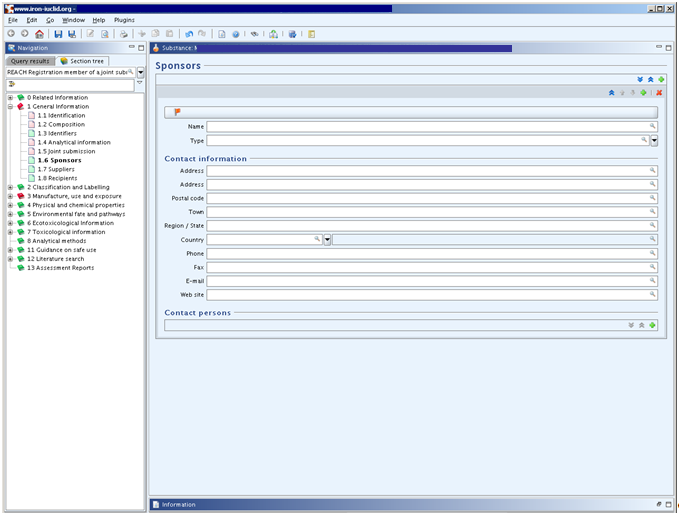 www.iron-iuclid.org -
File Edit Go Window Help Plugins
Navigation
Query results Section tree
REACH Registration member of a joint subi
0 Related Information
1 General Information
1.1 Identification
1.2 Composition
1.3 Identifiers
1.4 Analytical information
1.5 Joint submission
1.6 Sponsors
1.7 Suppliers
1.8 Recipients
2 Classification and Labelling
3 Manufacture, use and exposure
4 Physical and chemical properties
5 Environmental fate and pathways
6 Ecotoxicological Information
7 Toxicological information
8 Analytical methods
11 Guidance on safe use
12 Literature search
13 Assessment Reports
Substance:
Sponsors
Name
Type
Contact information
Address
Address
Postal code
Town
Region / State
Country
Phone
Fax
E-mail
Web site
Contact persons
Information